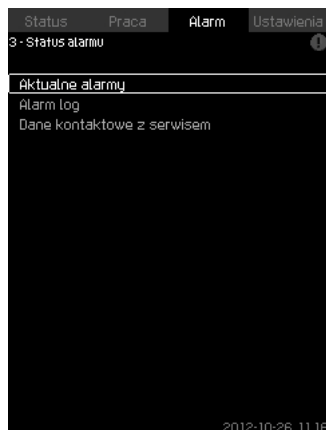 Status Praca Alarm Ustawienia
3 - Status alarmu
Aktualne alarmy
Alarm log
Dane kontaktowe z serwisem
2012-10-26 11:16